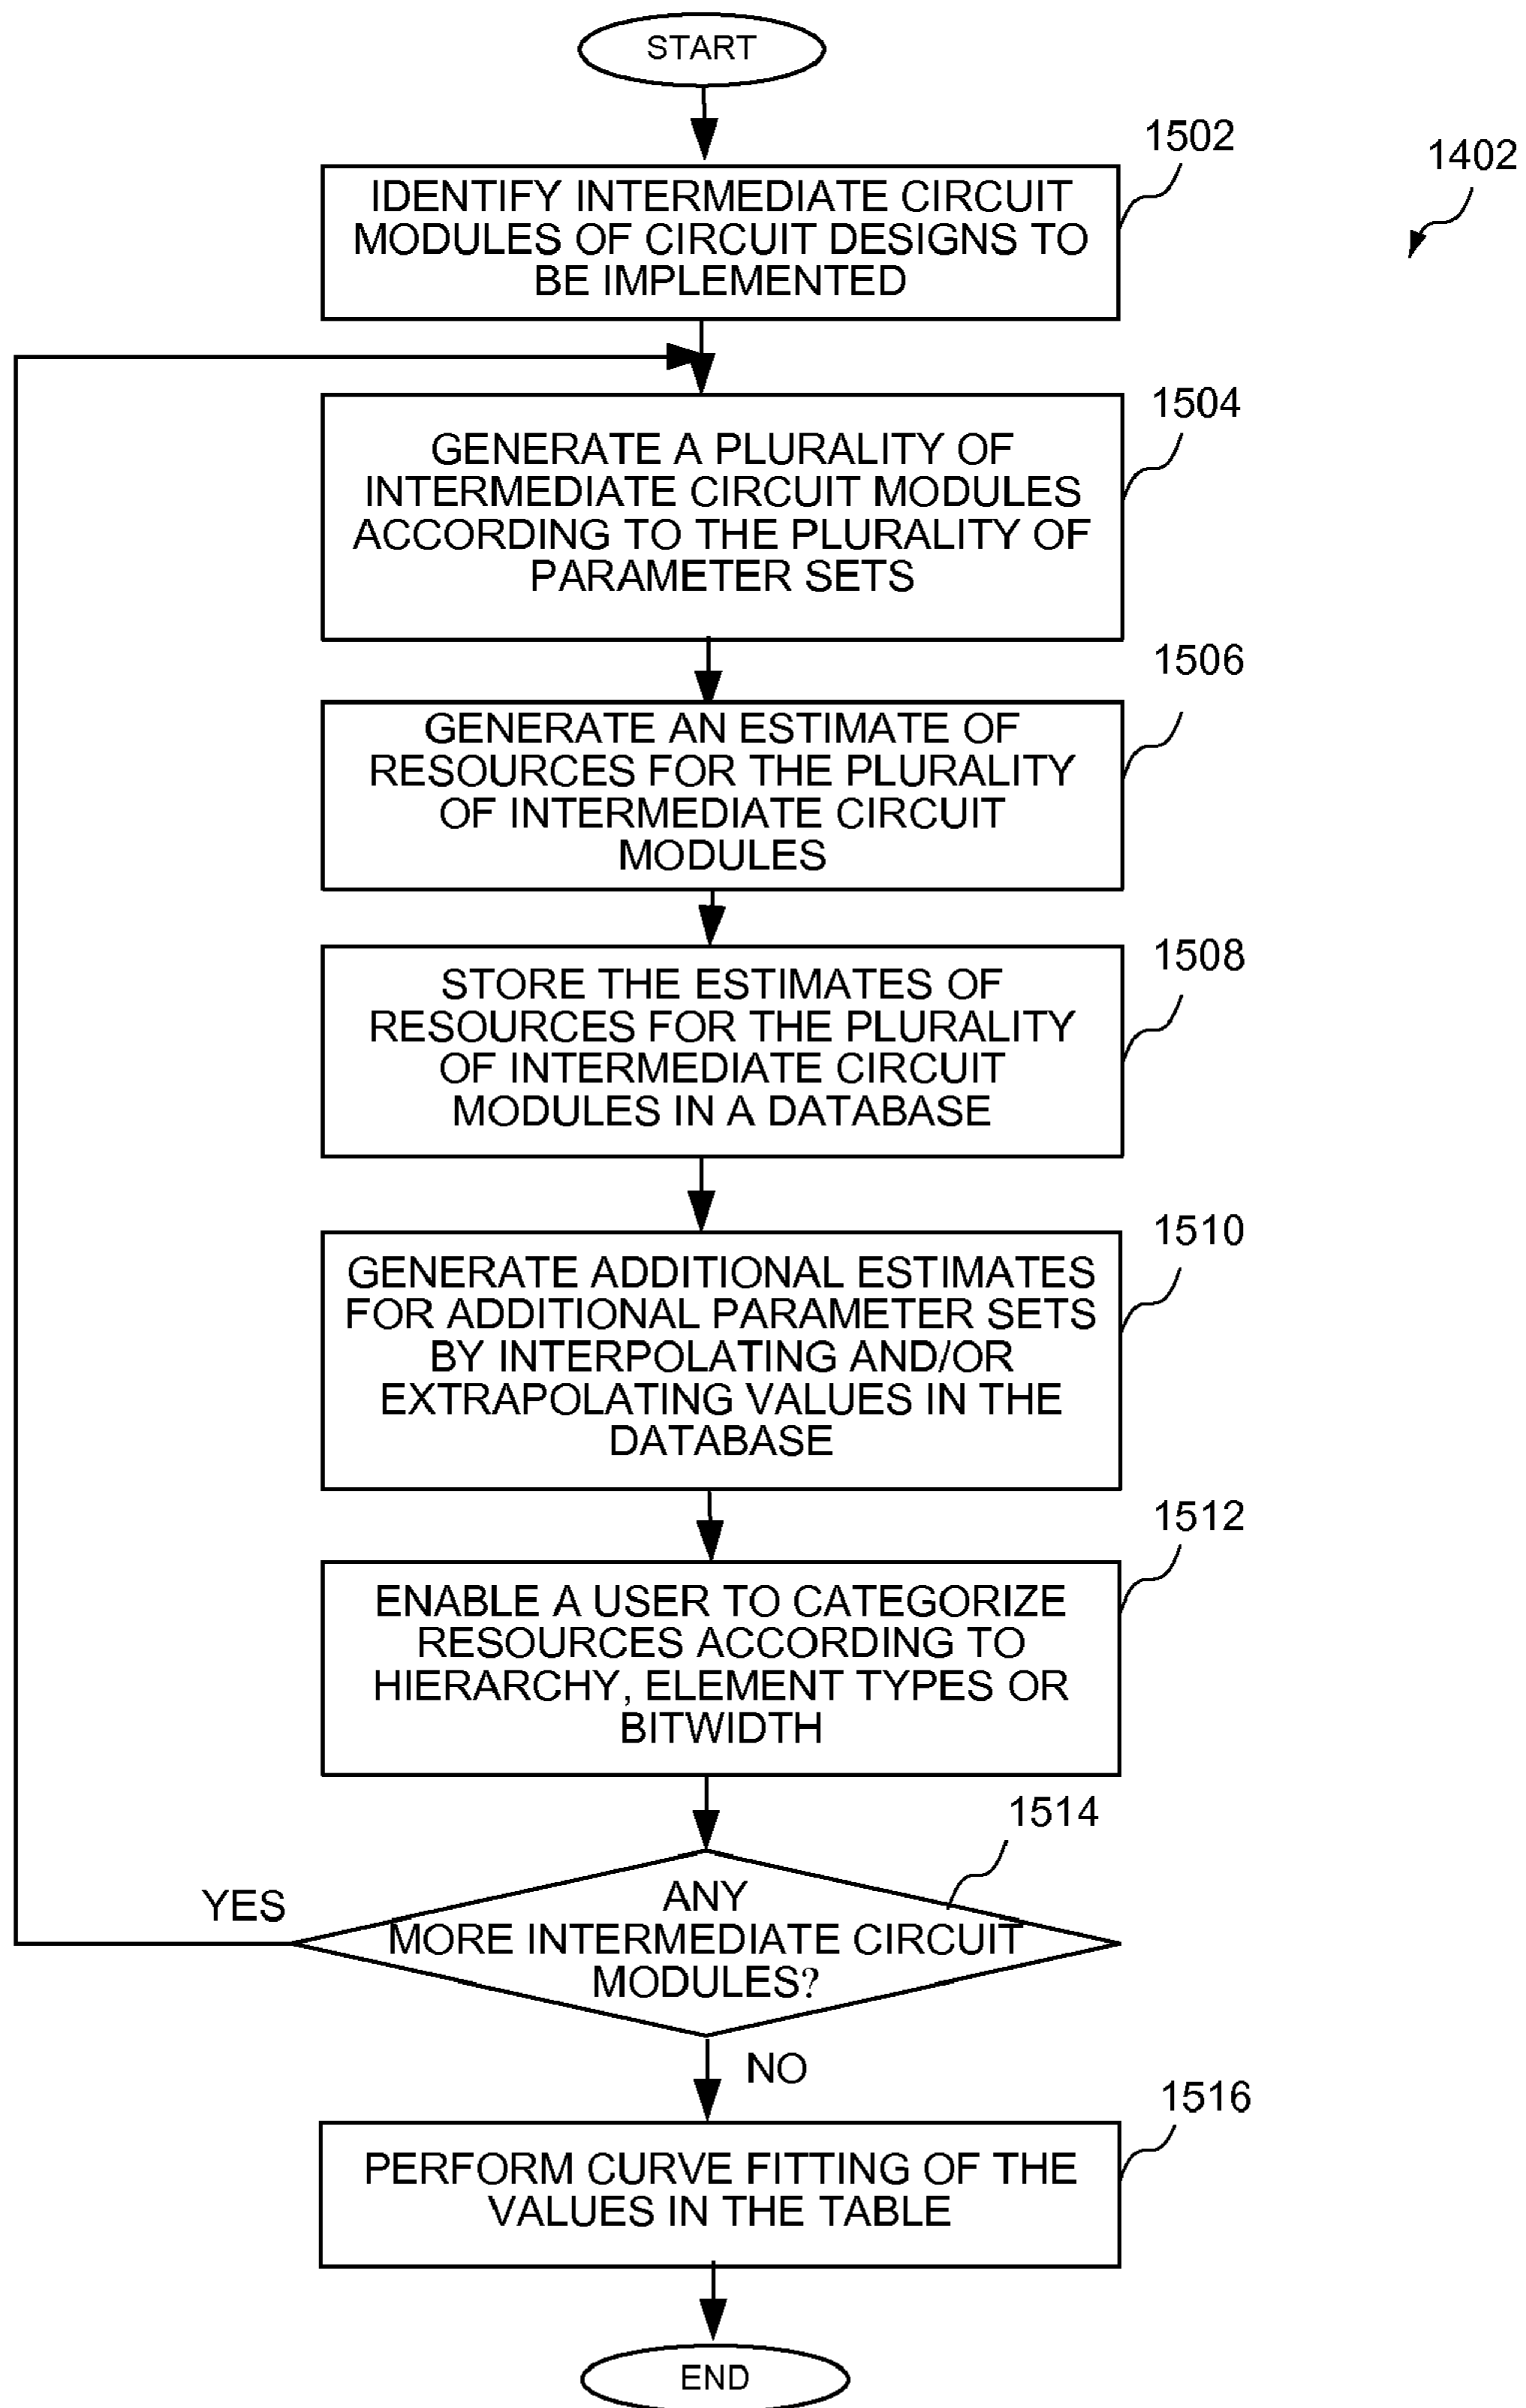 START
1502
1402
IDENTIFY INTERMEDIATE CIRCUIT
MODULES OF CIRCUIT DESIGNS TO
BE IMPLEMENTED
1504
GENERATE A PLURALITY OF
INTERMEDIATE CIRCUIT MODULES
ACCORDING TO THE PLURALITY OF
PARAMETER SETS
1506
GENERATE AN ESTIMATE OF
RESOURCES FOR THE PLURALITY
OF INTERMEDIATE CIRCUIT
MODULES
1508
STORE THE ESTIMATES OF
RESOURCES FOR THE PLURALITY
OF INTERMEDIATE CIRCUIT
MODULES IN A DATABASE
1510
GENERATE ADDITIONAL ESTIMATES
FOR ADDITIONAL PARAMETER SETS
BY INTERPOLATING AND/OR
EXTRAPOLATING VALUES IN THE
DATABASE
1512
ENABLE A USER TO CATEGORIZE
RESOURCES ACCORDING TO
HIERARCHY, ELEMENT TYPES OR
BITWIDTH
1514
YES
ANY
MORE INTERMEDIATE CIRCUIT
MODULES?
NO
1516
PERFORM CURVE FITTING OF THE
VALUES IN THE TABLE
END